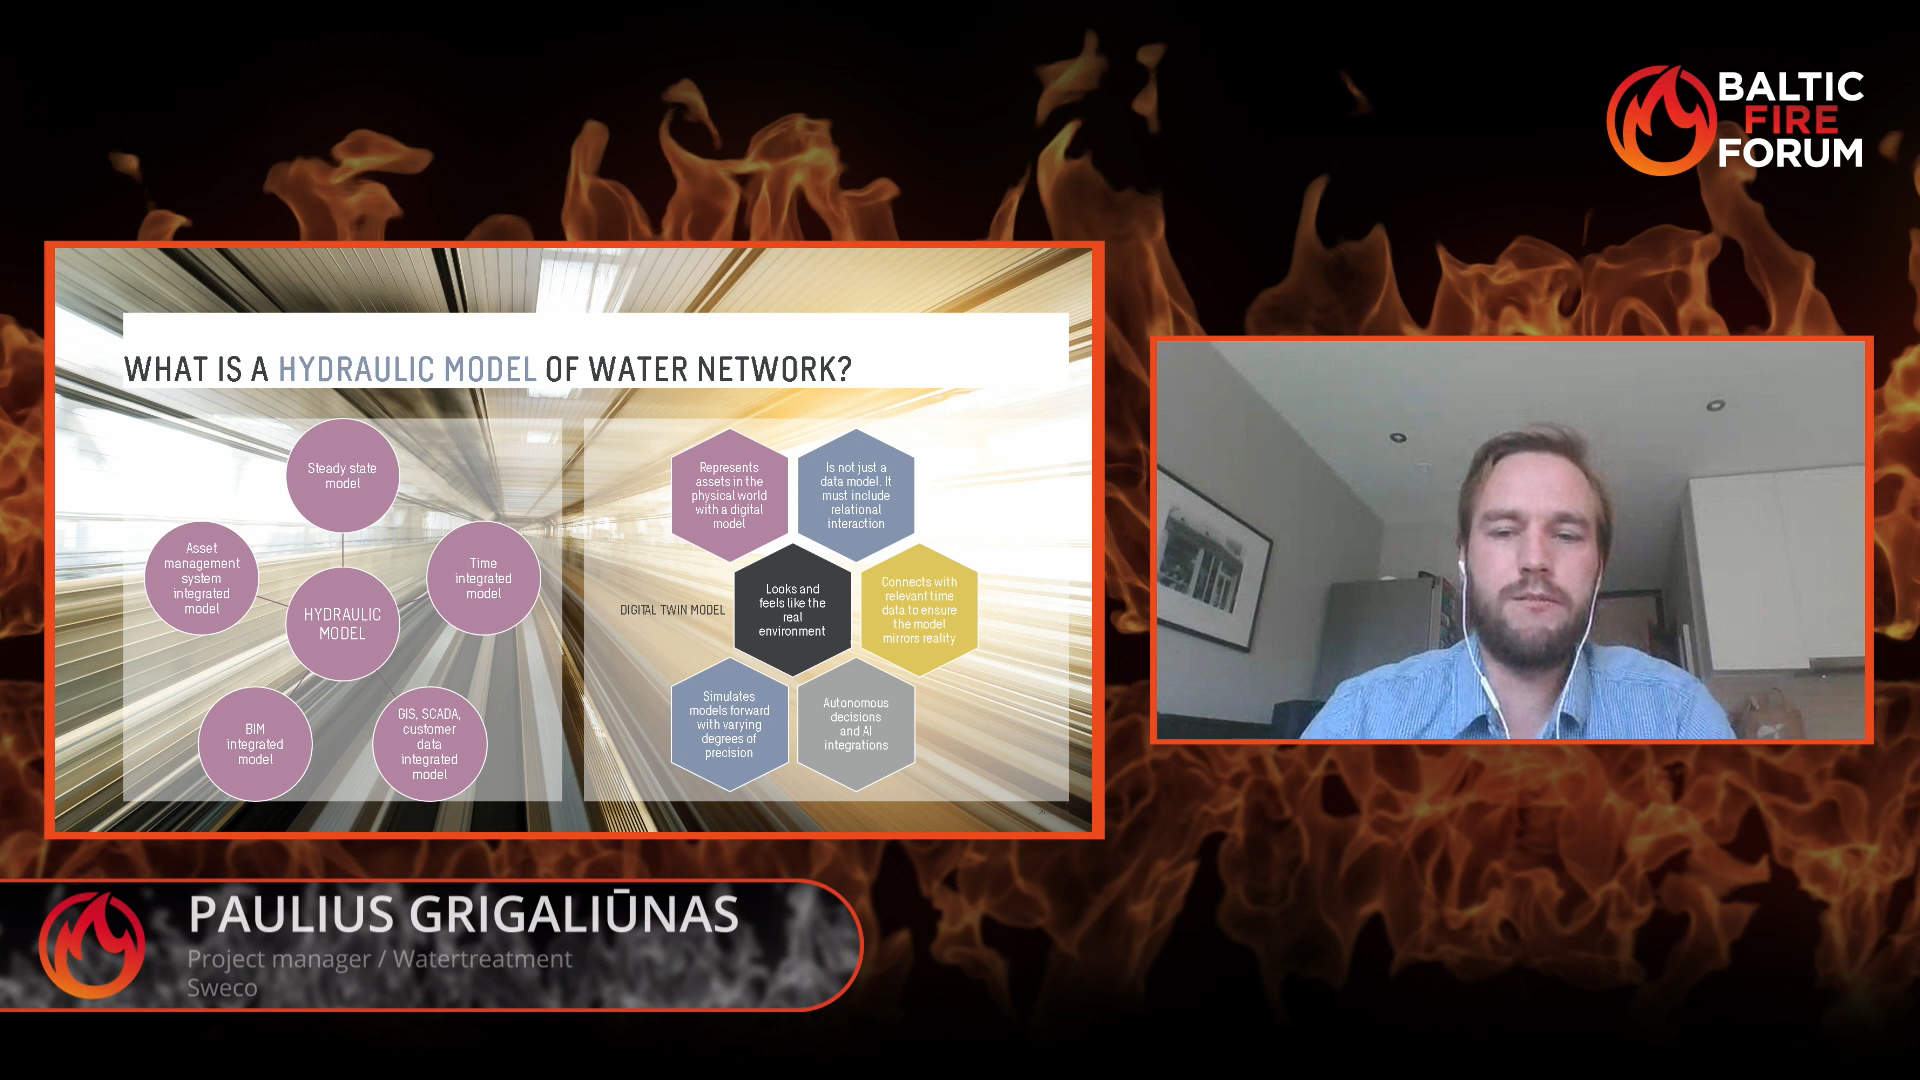 BALTIC
FIRE
FORUM
WHAT IS A HYDRAULIC MODEL OF WATER NETWORK?
Steady state
model
Asset
management
system
integrated
model
Time
integrated
model
HYDRAULIC
MODEL
BIM
integrated
model
GIS, SCADA,
customer
data
integrated
model
Represents
assets in the
physical world
with a digital
model
Is not just a
data model. It
must include
relational
interaction
DIGITAL TWIN MODEL
Looks and
feels like the
real
environment
Connects with
relevant time
data to ensure
the model
mirrors reality
Simulates
models forward
with varying
degrees of
precision
Autonomous
decisions
and AI
integrations
PAULIUS GRIGALIŪNAS
Project manager / Watertreatment
Sweco